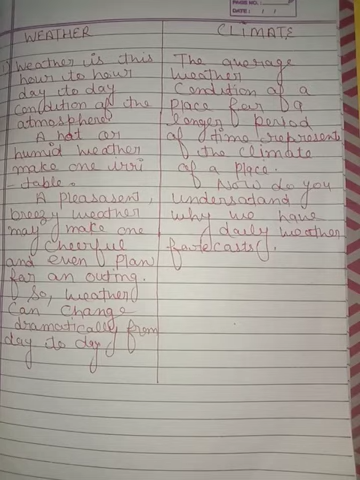 PAGE NO.:
DATE: / /
WEATHER
1) Weather is this
hour to hour
day to day
condition of the
atmosphere
A hot or
humid weather
make one irri
-table.
A pleasasent,
breezy weather
may make one
cheerful
and even plan
for an outing.
So, weather
can change
dramatically from
day to day
CLIMATE
The average
weather
condition of a
place for a
longer period
of time represent
the climate
of a place.
Now do you
undersatand
why we have
daily weather
forecasts.